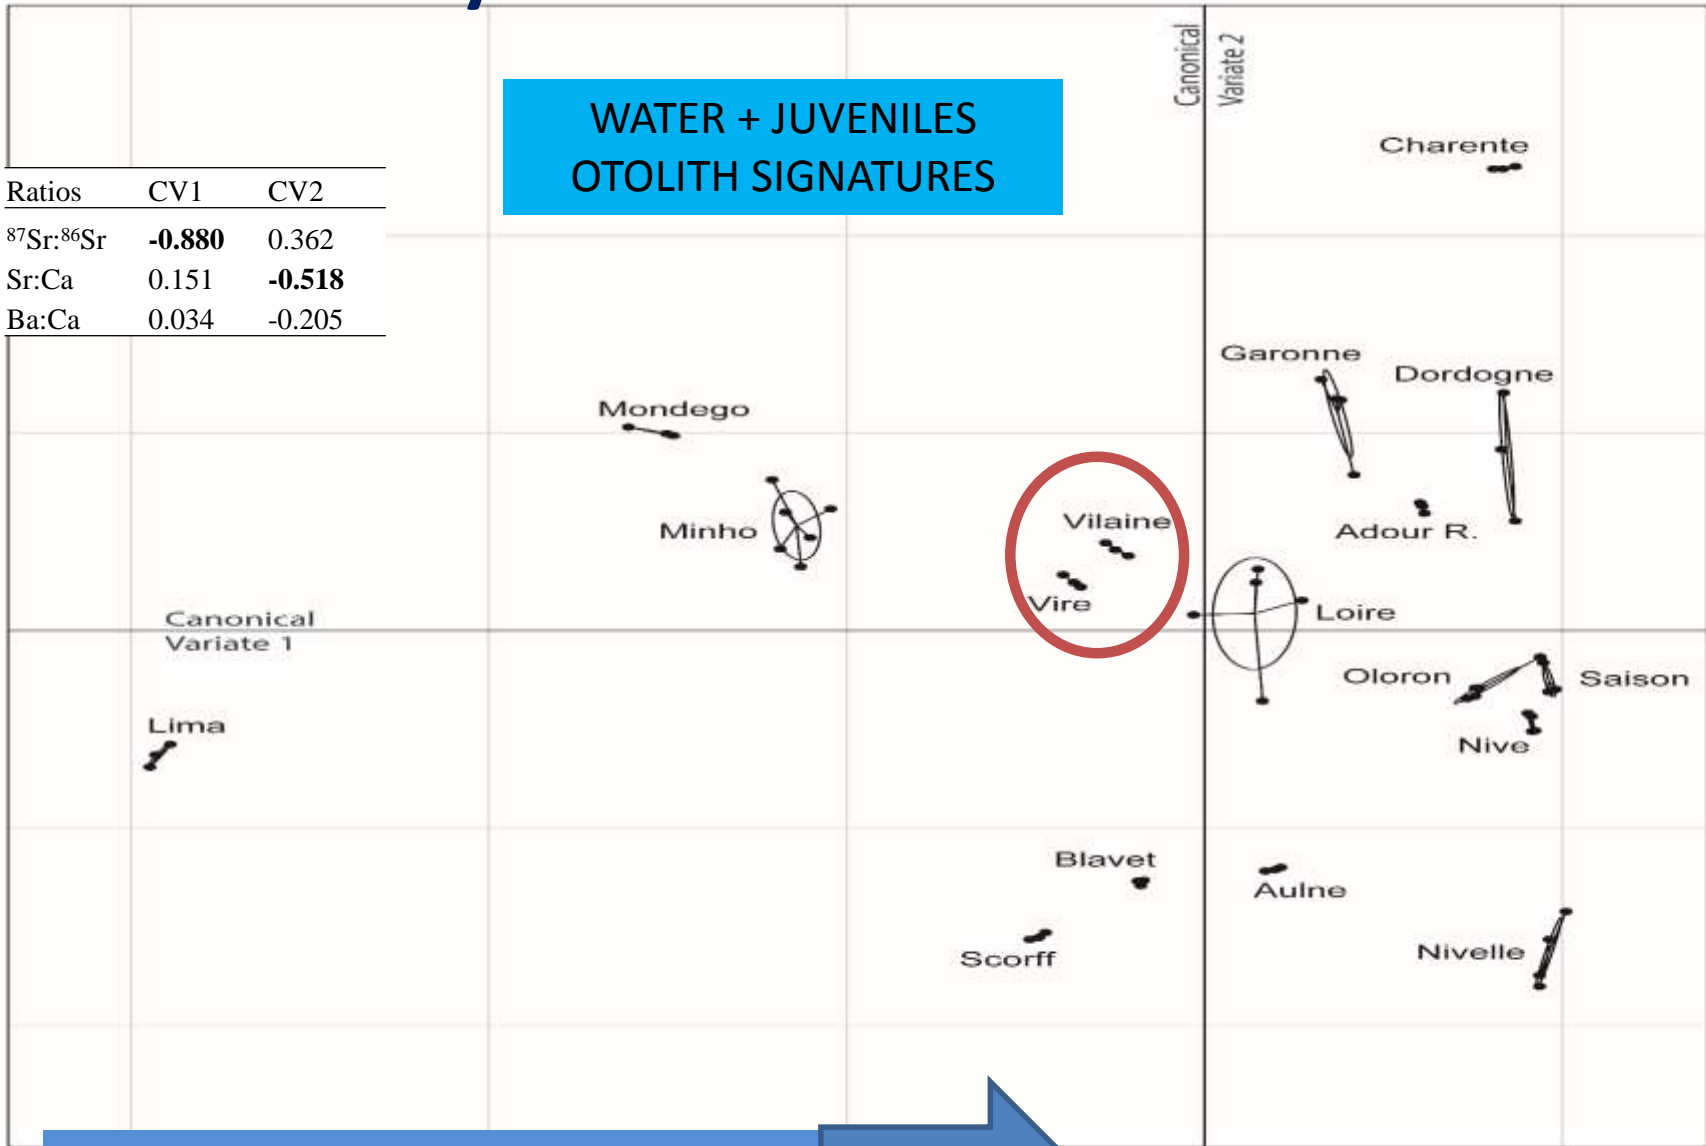 Canonical
Variate 2
WATER + JUVENILES
OTOLITH SIGNATURES
Ratios CV1 CV2
⁸⁷Sr:⁸⁶Sr -0.880 0.362
Sr:Ca 0.151 -0.518
Ba:Ca 0.034 -0.205
Charente
Garonne
Dordogne
Mondego
Minho
Vilaine
Adour R.
Vire
Loire
Canonical
Variate 1
Oloron
Saison
Lima
Nive
Blavet
Aulne
Scorff
Nivelle